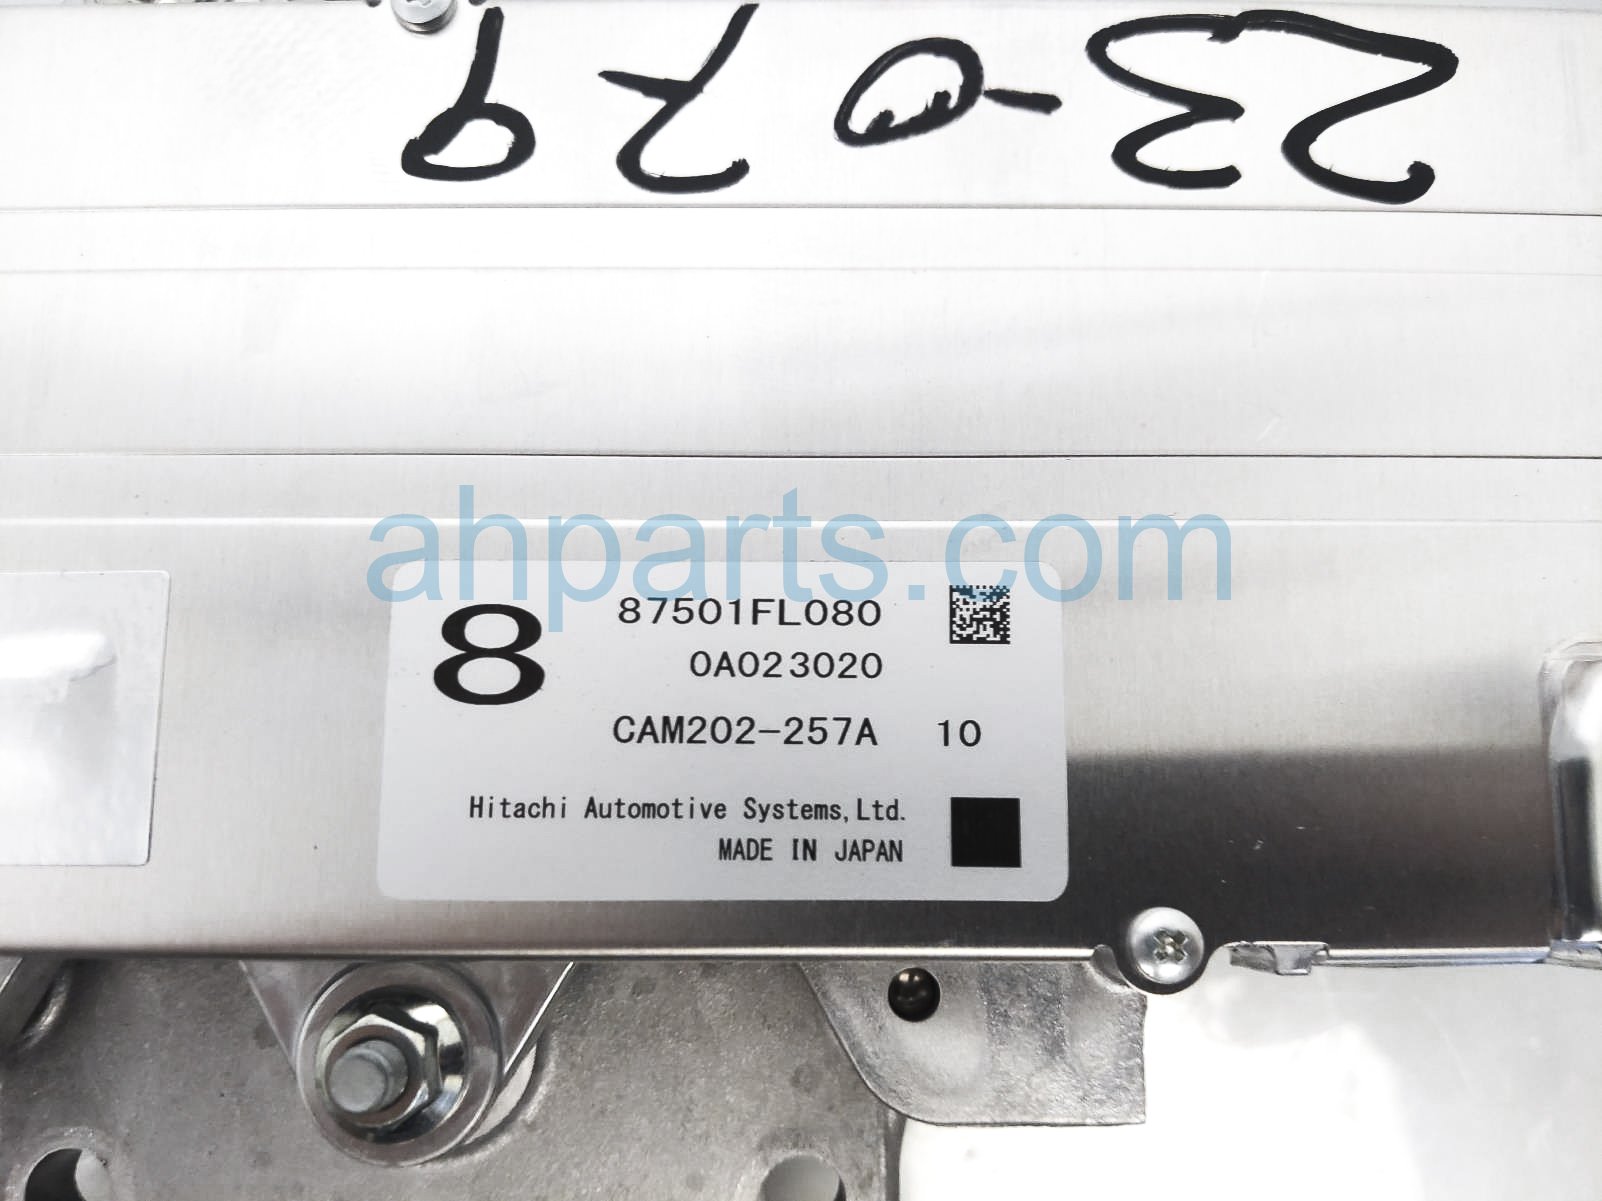 23-079
ahparts.com
8
87501FL080
0A023020
CAM202-257A 10
Hitachi Automotive Systems,Ltd.
MADE IN JAPAN